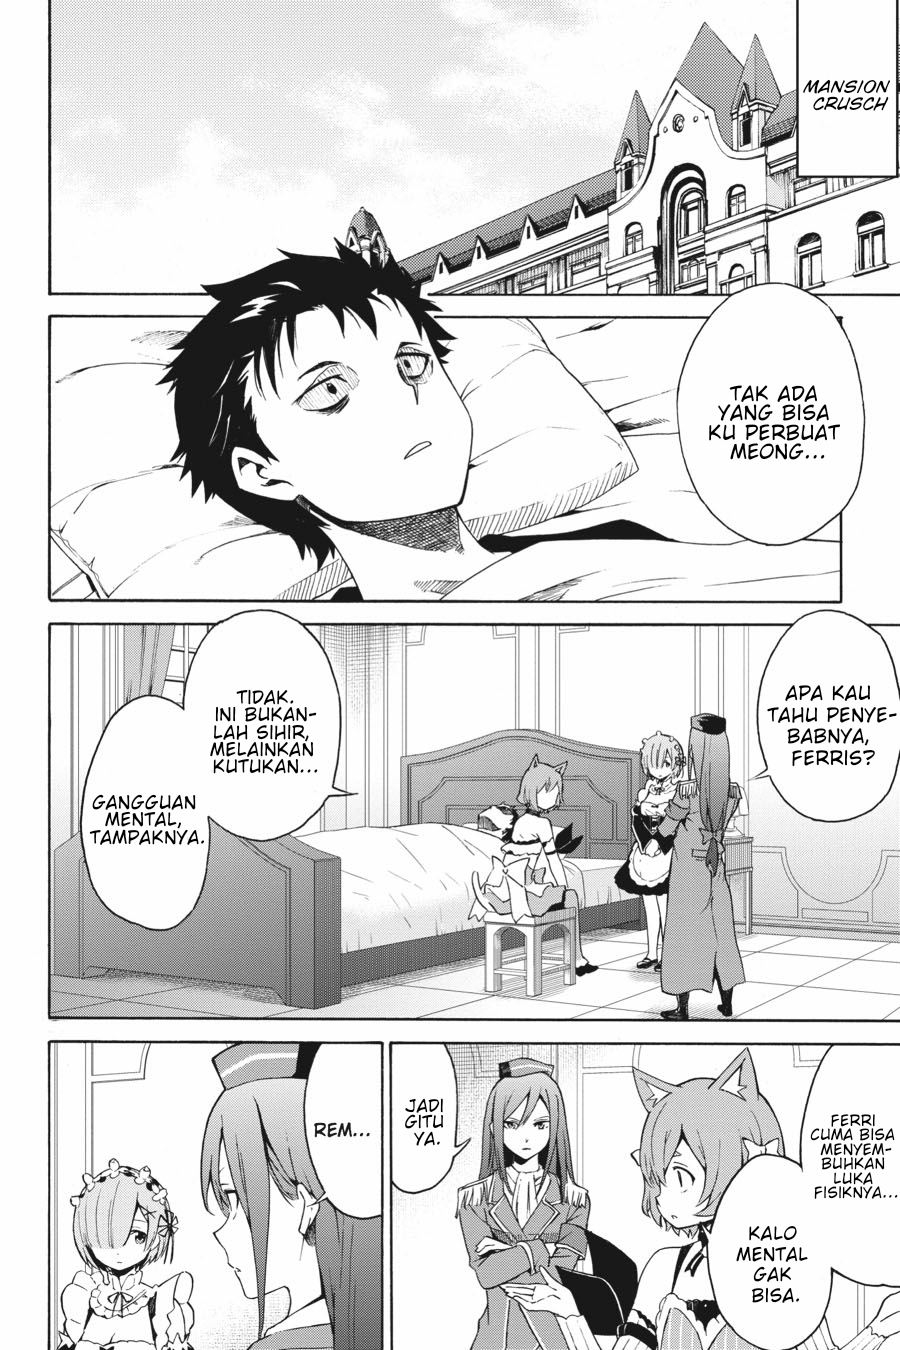 MANSION
CRUSCH
TAK ADA
YANG BISA
KU PERBUAT
MEONG...
APA KAU
TAHU PENYE-
BABNYA,
FERRIS?
TIDAK.
INI BUKAN-
LAH SIHIR,
MELAINKAN
KUTUKAN...
GANGGUAN
MENTAL,
TAMPAKNYA.
FERRI
CUMA BISA
MENYEM-
BUHKAN
LUKA
FISIKNYA...
KALO
MENTAL
GAK
BISA.
JADI
GITU
YA.
REM...